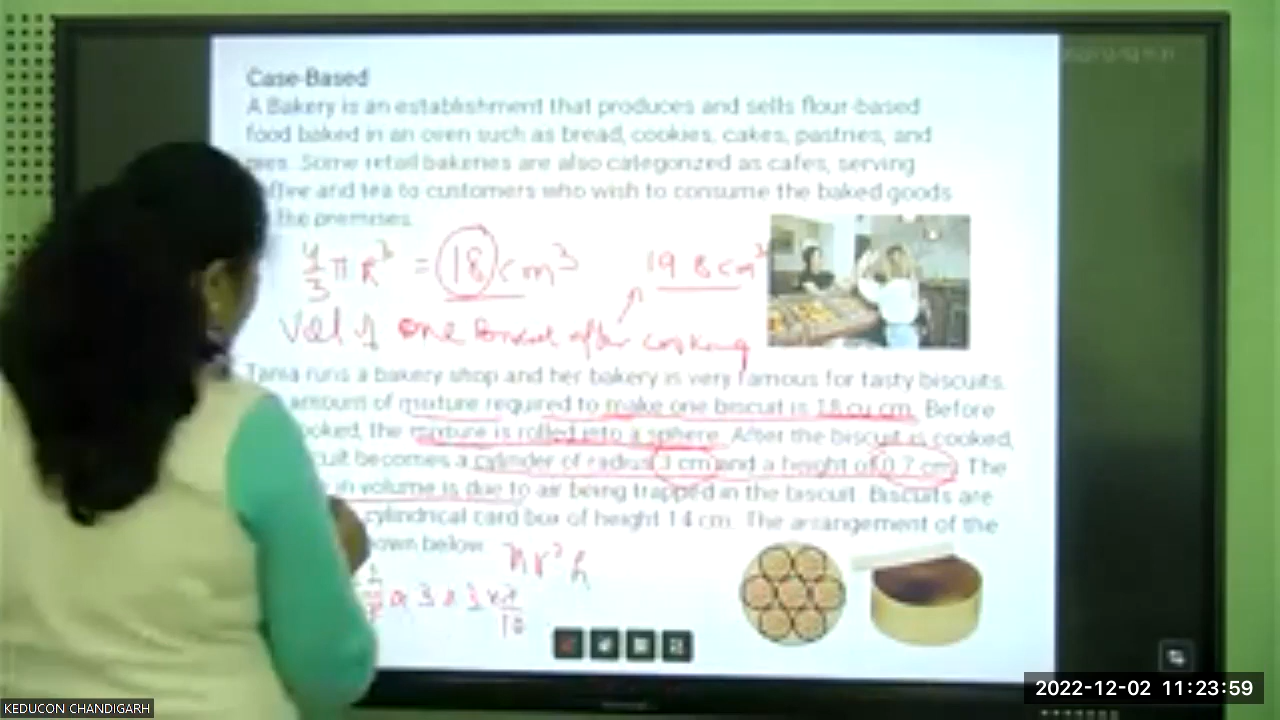 Case-Based
A Bakery is an establishment that produces and sells flour-based
food baked in an oven such as bread, cookies, cakes, pastries, and
pies. Some retail bakeries are also categorized as cafes, serving
coffee and tea to customers who wish to consume the baked goods
the premises.
4/3 π R³ = 18 cm³ 19 8 cm³
Vol of one after cooking
Tania runs a bakery shop and her bakery is very famous for tasty biscuits.
amount of mixture required to make one biscuit is 18 cu cm. Before
cooked, the mixture is rolled into a sphere. After the biscuit is cooked,
becomes a cylinder of radius 3 cm and a height of 0.7 cm. The
in volume is due to air being trapped in the biscuit. Biscuits are
cylindrical card box of height 14 cm. The arrangement of the
below.
πr²h
3 x 3 x
10
KEDUCON CHANDIGARH
2022-12-02 11:23:59